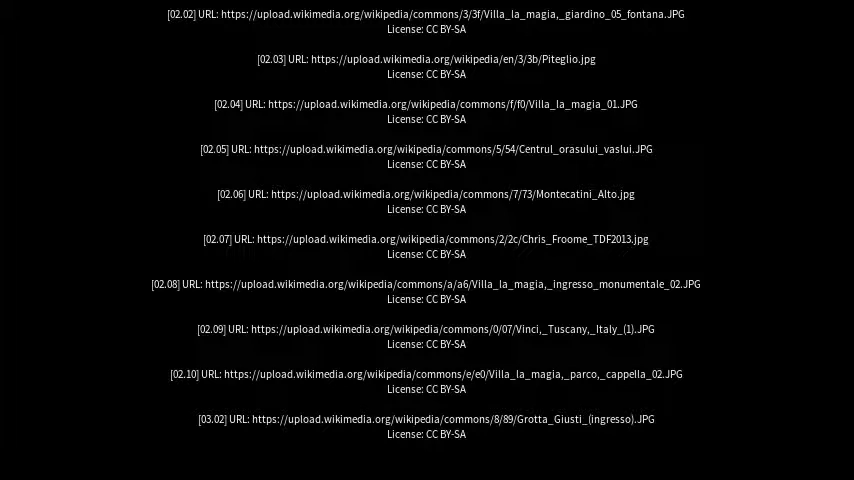 [02.02] URL: https://upload.wikimedia.org/wikipedia/commons/3/3f/Villa_la_magia,_giardino_05_fontana.JPG
License: CC BY-SA
[02.03] URL: https://upload.wikimedia.org/wikipedia/en/3/3b/Piteglio.jpg
License: CC BY-SA
[02.04] URL: https://upload.wikimedia.org/wikipedia/commons/f/f0/Villa_la_magia_01.JPG
License: CC BY-SA
[02.05] URL: https://upload.wikimedia.org/wikipedia/commons/5/54/Centrul_orasului_vaslui.JPG
License: CC BY-SA
[02.06] URL: https://upload.wikimedia.org/wikipedia/commons/7/73/Montecatini_Alto.jpg
License: CC BY-SA
[02.07] URL: https://upload.wikimedia.org/wikipedia/commons/2/2c/Chris_Froome_TDF2013.jpg
License: CC BY-SA
[02.08] URL: https://upload.wikimedia.org/wikipedia/commons/a/a6/Villa_la_magia,_ingresso_monumentale_02.JPG
License: CC BY-SA
[02.09] URL: https://upload.wikimedia.org/wikipedia/commons/0/07/Vinci,_Tuscany,_Italy_(1).JPG
License: CC BY-SA
[02.10] URL: https://upload.wikimedia.org/wikipedia/commons/e/e0/Villa_la_magia,_parco,_cappella_02.JPG
License: CC BY-SA
[03.02] URL: https://upload.wikimedia.org/wikipedia/commons/8/89/Grotta_Giusti_(ingresso).JPG
License: CC BY-SA